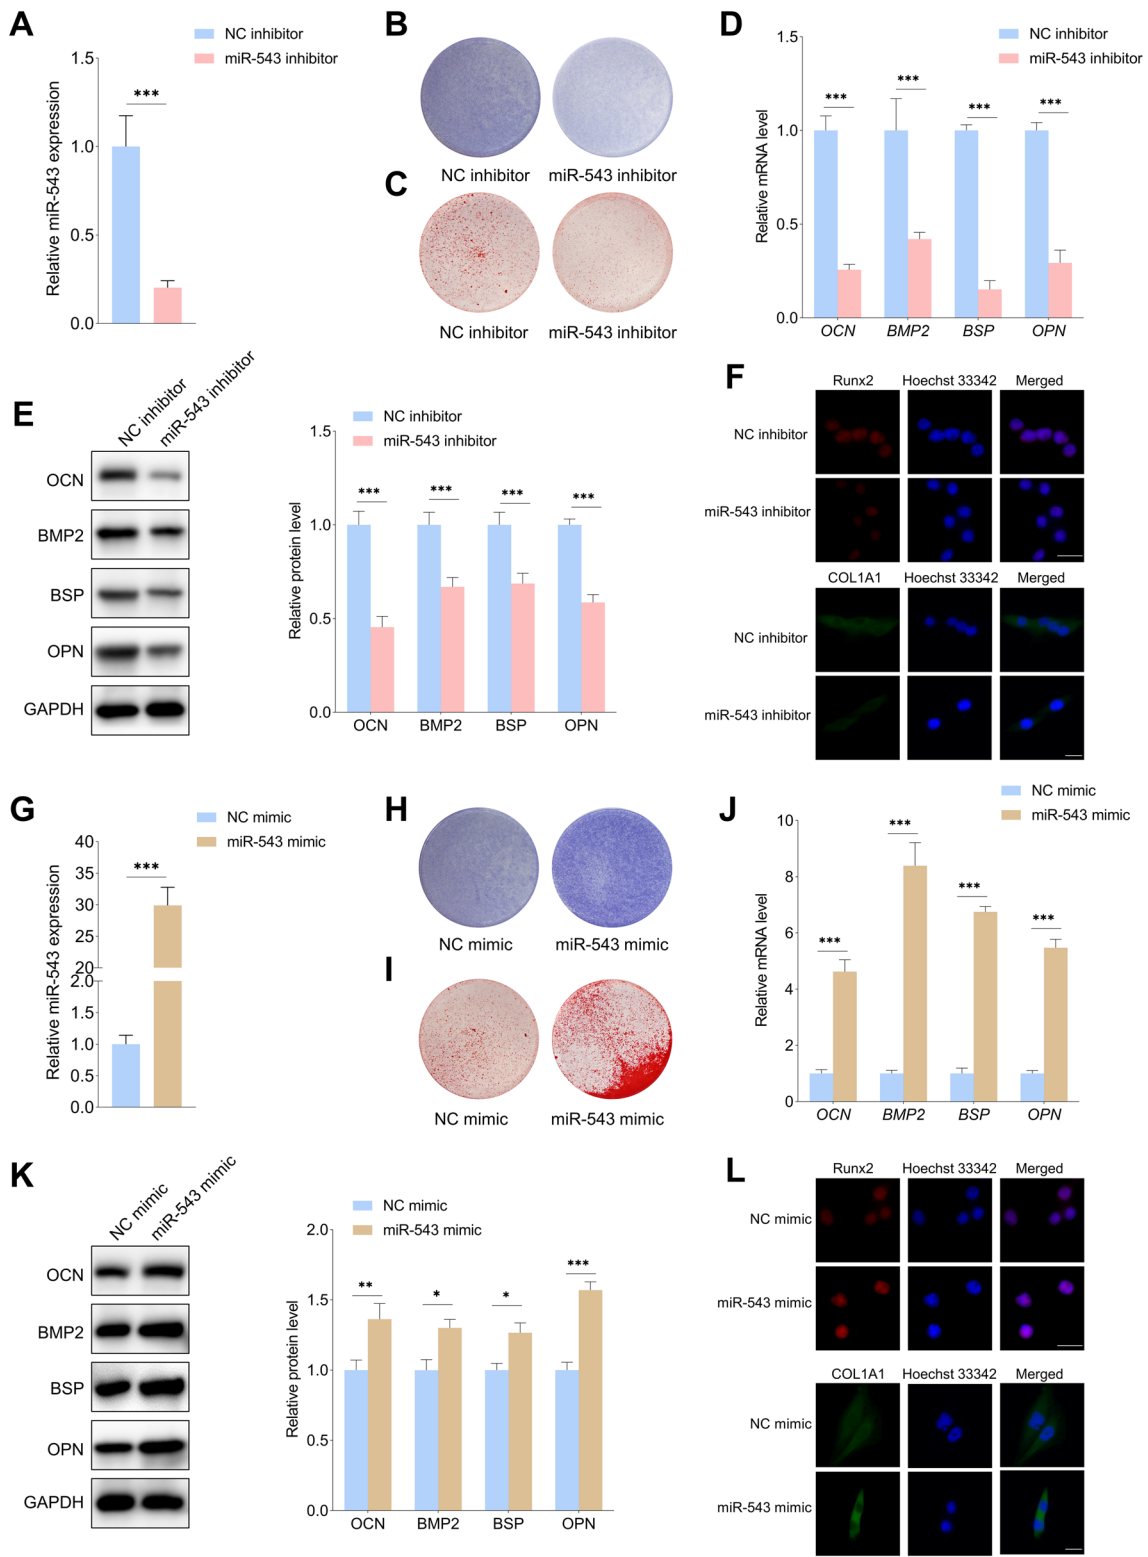 A
NC inhibitor
miR-543 inhibitor
Relative miR-543 expression
1.5
1.0
0.5
0.0
***
B
NC inhibitor
miR-543 inhibitor
C
NC inhibitor
miR-543 inhibitor
D
NC inhibitor
miR-543 inhibitor
Relative mRNA level
1.5
1.0
0.5
0.0
***
***
***
***
OCN
BMP2
BSP
OPN
E
NC inhibitor
miR-543 inhibitor
OCN
BMP2
BSP
OPN
GAPDH
NC inhibitor
miR-543 inhibitor
Relative protein level
1.5
1.0
0.5
0.0
***
***
***
***
OCN
BMP2
BSP
OPN
F
Runx2
Hoechst 33342
Merged
NC inhibitor
miR-543 inhibitor
COL1A1
Hoechst 33342
Merged
NC inhibitor
miR-543 inhibitor
G
NC mimic
miR-543 mimic
Relative miR-543 expression
40
35
30
25
20
2.0
1.5
1.0
0.5
0.0
***
H
NC mimic
miR-543 mimic
I
NC mimic
miR-543 mimic
J
NC mimic
miR-543 mimic
Relative mRNA level
10
8
6
4
2
0
***
***
***
***
OCN
BMP2
BSP
OPN
K
NC mimic
miR-543 mimic
OCN
BMP2
BSP
OPN
GAPDH
NC mimic
miR-543 mimic
Relative protein level
2.0
1.5
1.0
0.5
0.0
**
*
*
***
OCN
BMP2
BSP
OPN
L
Runx2
Hoechst 33342
Merged
NC mimic
miR-543 mimic
COL1A1
Hoechst 33342
Merged
NC mimic
miR-543 mimic